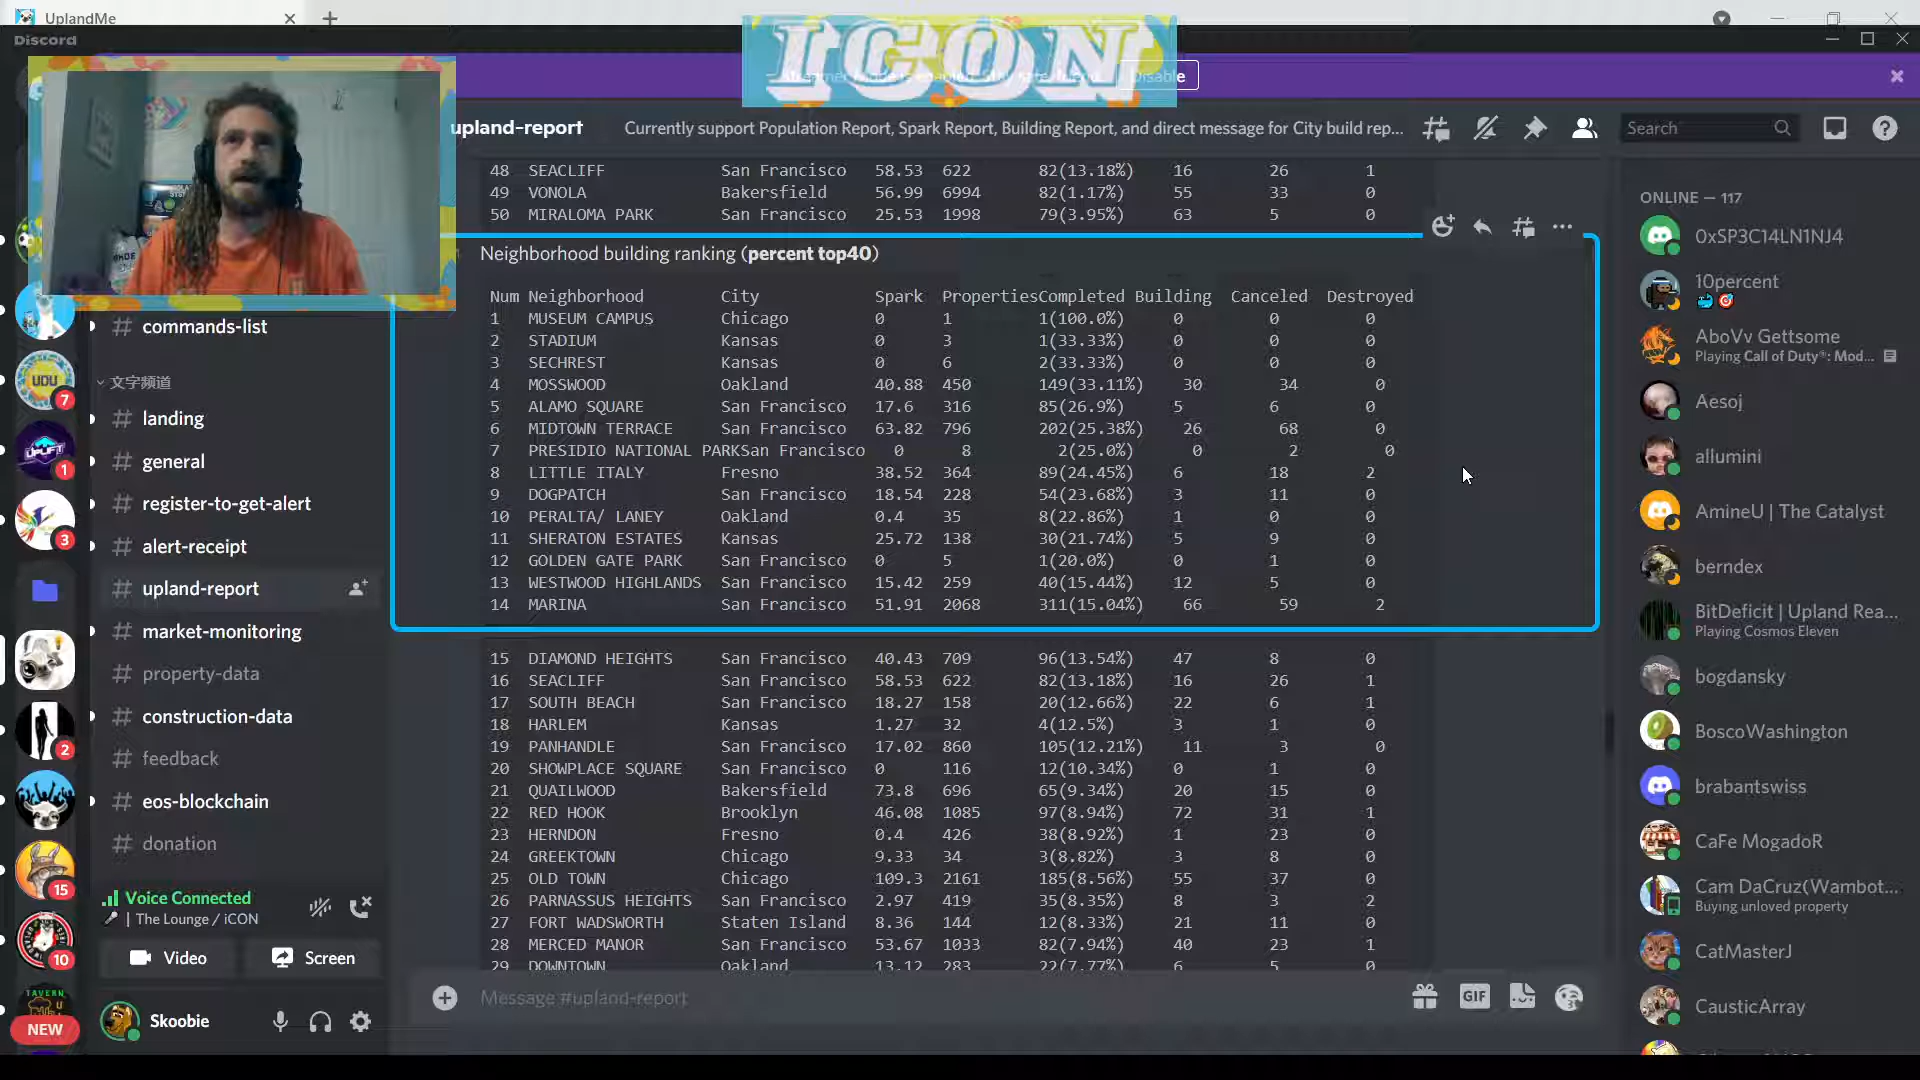 UplandMe
Discord
ICON
Disable
upland-report
Currently support Population Report, Spark Report, Building Report, and direct message for City build rep...
Search
48 SEACLIFF San Francisco 58.53 622 82(13.18%) 16 26 1
49 VONOLA Bakersfield 56.99 6994 82(1.17%) 55 33 0
50 MIRALOMA PARK San Francisco 25.53 1998 79(3.95%) 63 5 0
Neighborhood building ranking (percent top40)
Num Neighborhood City Spark PropertiesCompleted Building Canceled Destroyed
1 MUSEUM CAMPUS Chicago 0 1 1(100.0%) 0 0 0
2 STADIUM Kansas 0 3 1(33.33%) 0 0 0
3 SECHREST Kansas 0 6 2(33.33%) 0 0 0
4 MOSSWOOD Oakland 40.88 450 149(33.11%) 30 34 0
5 ALAMO SQUARE San Francisco 17.6 316 85(26.9%) 5 6 0
6 MIDTOWN TERRACE San Francisco 63.82 796 202(25.38%) 26 68 0
7 PRESIDIO NATIONAL PARKSan Francisco 0 8 2(25.0%) 0 2 0
8 LITTLE ITALY Fresno 38.52 364 89(24.45%) 6 18 2
9 DOGPATCH San Francisco 18.54 228 54(23.68%) 3 11 0
10 PERALTA/ LANEY Oakland 0.4 35 8(22.86%) 1 0 0
11 SHERATON ESTATES Kansas 25.72 138 30(21.74%) 5 9 0
12 GOLDEN GATE PARK San Francisco 0 5 1(20.0%) 0 1 0
13 WESTWOOD HIGHLANDS San Francisco 15.42 259 40(15.44%) 12 5 0
14 MARINA San Francisco 51.91 2068 311(15.04%) 66 59 2
15 DIAMOND HEIGHTS San Francisco 40.43 709 96(13.54%) 47 8 0
16 SEACLIFF San Francisco 58.53 622 82(13.18%) 16 26 1
17 SOUTH BEACH San Francisco 18.27 158 20(12.66%) 22 6 1
18 HARLEM Kansas 1.27 32 4(12.5%) 3 1 0
19 PANHANDLE San Francisco 17.02 860 105(12.21%) 11 3 0
20 SHOWPLACE SQUARE San Francisco 0 116 12(10.34%) 0 1 0
21 QUAILWOOD Bakersfield 73.8 696 65(9.34%) 20 15 0
22 RED HOOK Brooklyn 46.08 1085 97(8.94%) 72 31 1
23 HERNDON Fresno 0.4 426 38(8.92%) 1 23 0
24 GREEKTOWN Chicago 9.33 34 3(8.82%) 3 8 0
25 OLD TOWN Chicago 109.3 2161 185(8.56%) 55 37 0
26 PARNASSUS HEIGHTS San Francisco 2.97 419 35(8.35%) 8 3 2
27 FORT WADSWORTH Staten Island 8.36 144 12(8.33%) 21 11 0
28 MERCED MANOR San Francisco 53.67 1033 82(7.94%) 40 23 1
29 DOWNTOWN Oakland 13.12 283 22(7.77%) 6 5 0
Message #upland-report
GIF
commands-list
文字频道
landing
general
register-to-get-alert
alert-receipt
upland-report
market-monitoring
property-data
construction-data
feedback
eos-blockchain
donation
Voice Connected
| The Lounge / iCON
Video
Screen
Skoobie
UDU
7
UPLIFT
1
3
2
15
10
TAVERN
NEW
ONLINE — 117
0xSP3C14LN1NJ4
10percent
AboVv Gettsome
Playing Call of Duty®: Mod...
Aesoj
allumini
AmineU | The Catalyst
berndex
BitDeficit | Upland Rea...
Playing Cosmos Eleven
bogdansky
BoscoWashington
brabantswiss
CaFe MogadoR
Cam DaCruz(Wambot...
Buying unloved property
CatMasterJ
CausticArray